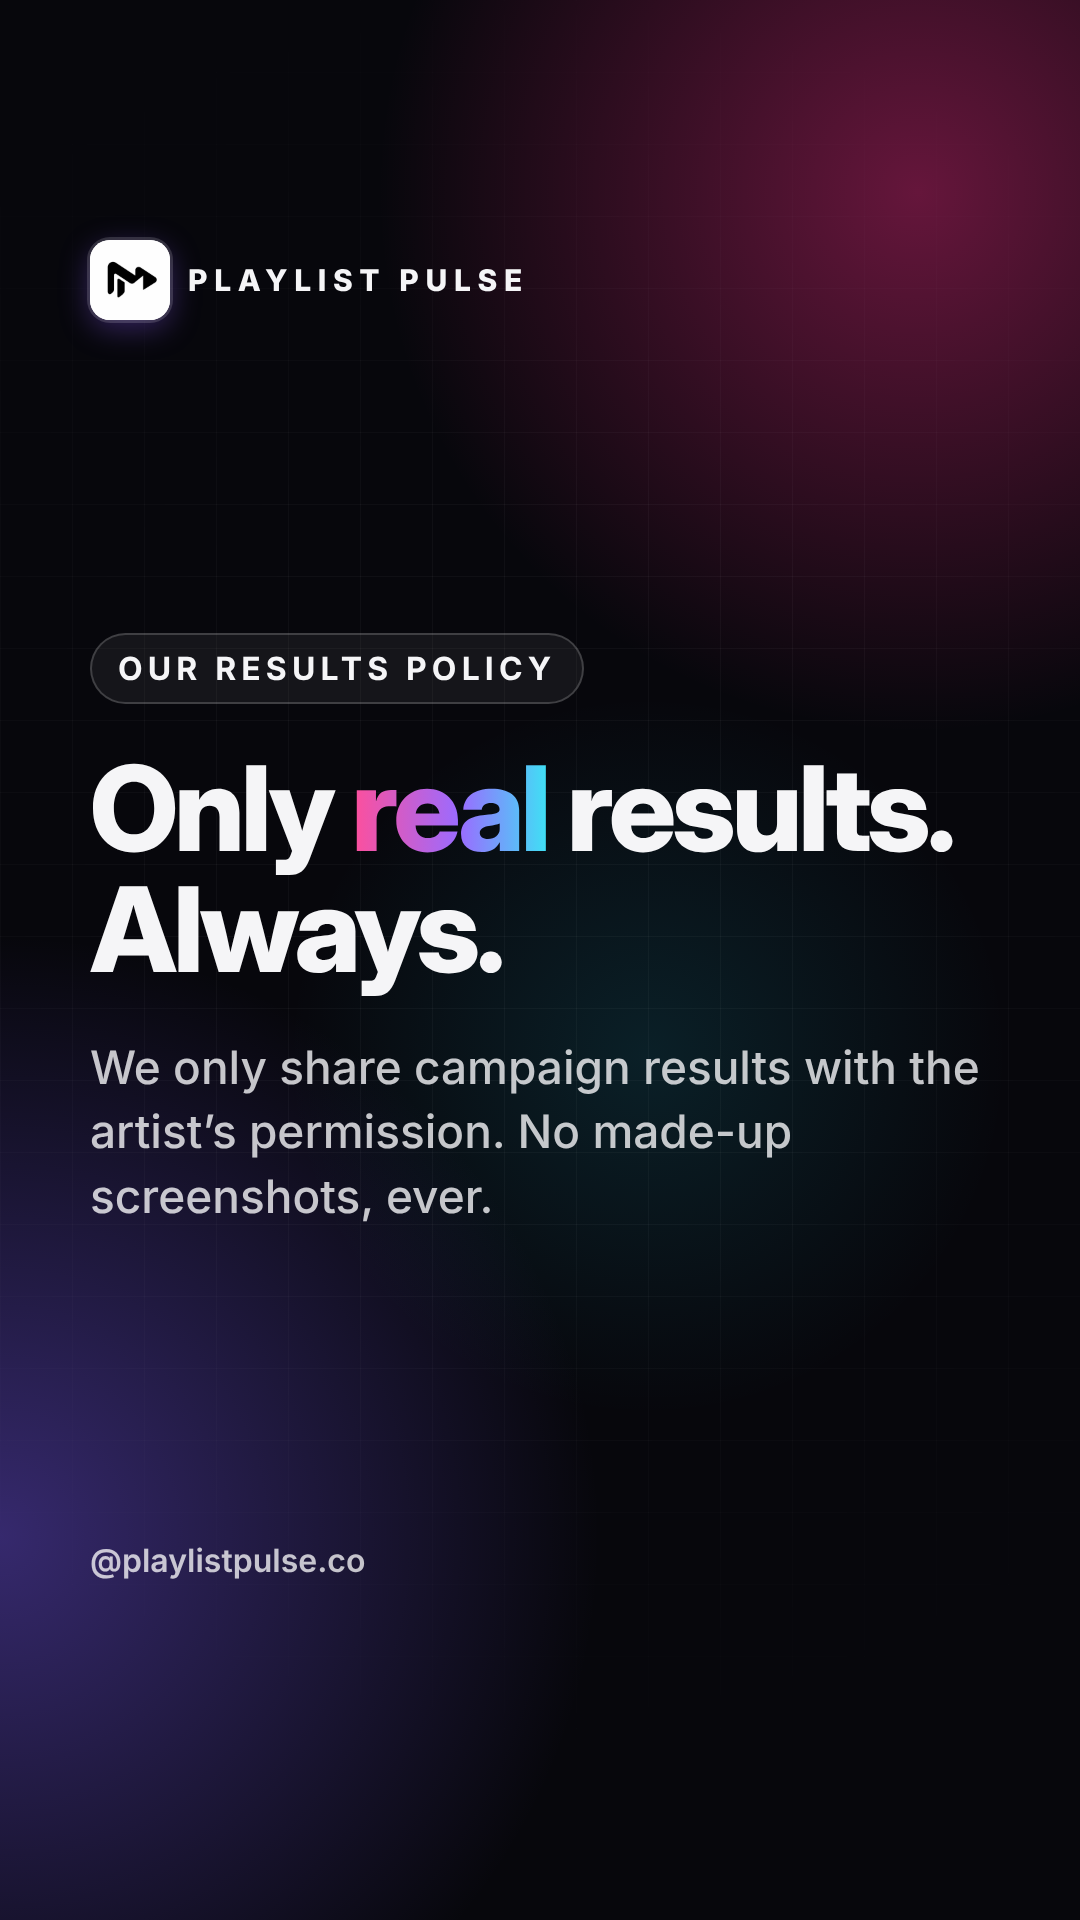 PLAYLIST PULSE
OUR RESULTS POLICY
Only real results.
Always.
We only share campaign results with the
artist’s permission. No made-up
screenshots, ever.
@playlistpulse.co